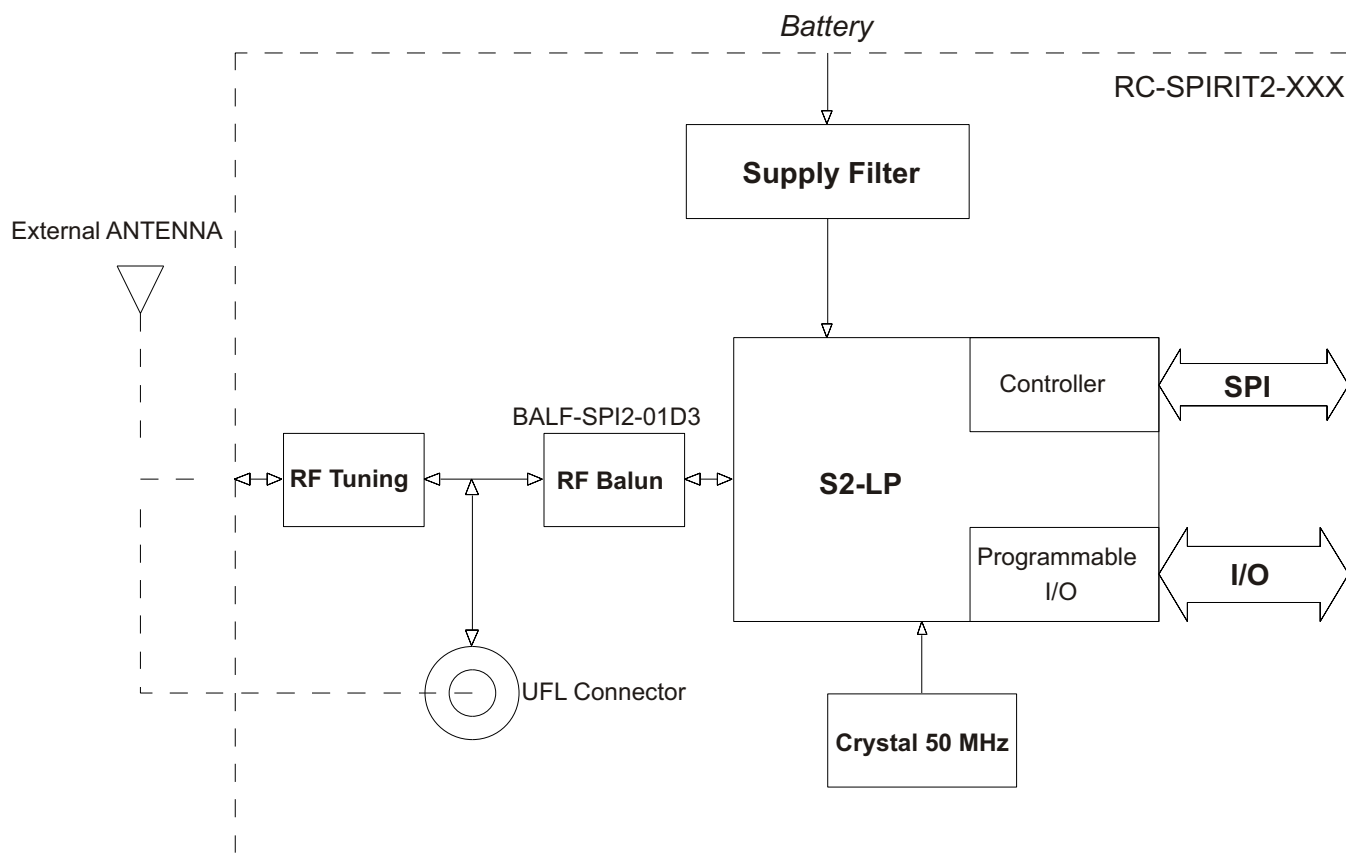 Battery
RC-SPIRIT2-XXX
Supply Filter
External ANTENNA
Controller
SPI
BALF-SPI2-01D3
RF Tuning
RF Balun
S2-LP
Programmable
I/O
I/O
UFL Connector
Crystal 50 MHz